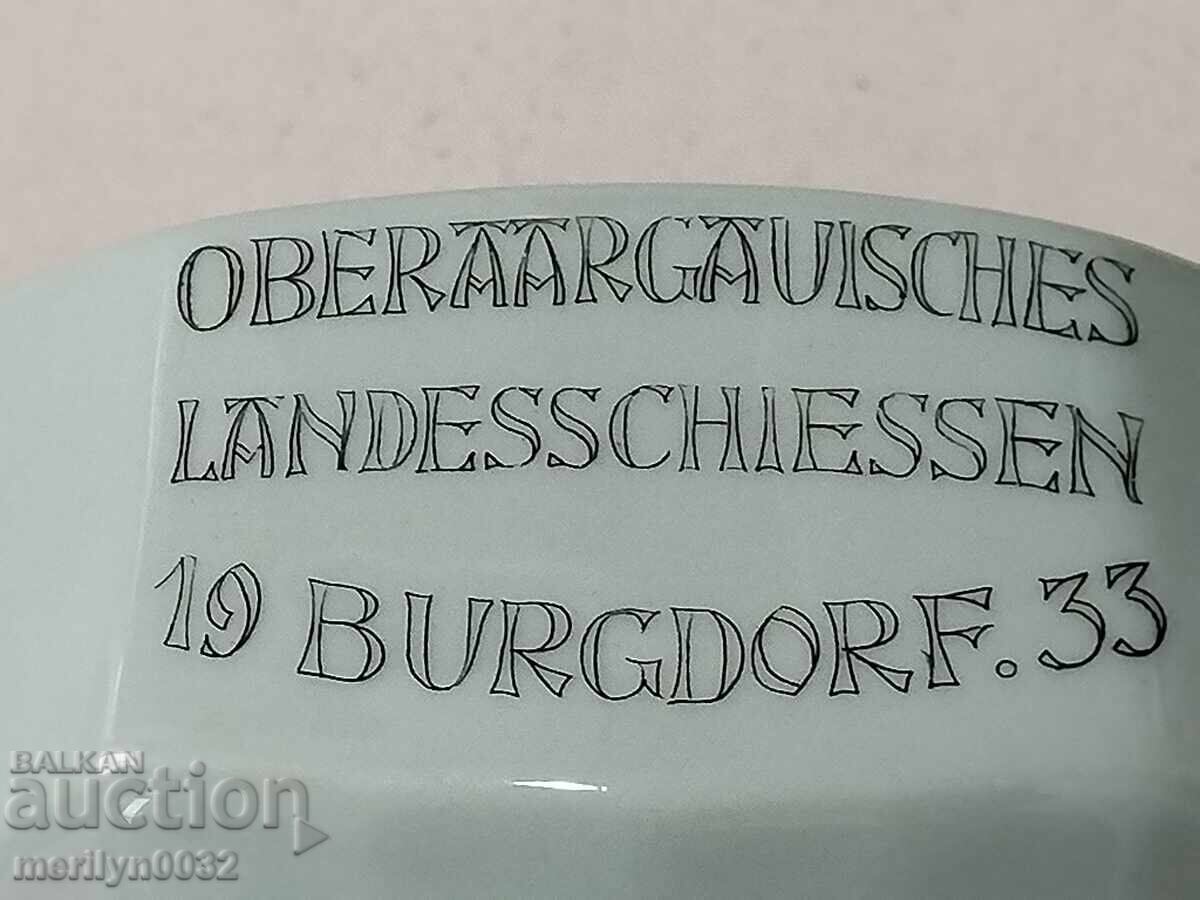 OBERAARGAUISCHES
LANDESSCHIESSEN
19 BURGDORF. 33
BALKAN
auction
merilyn0032